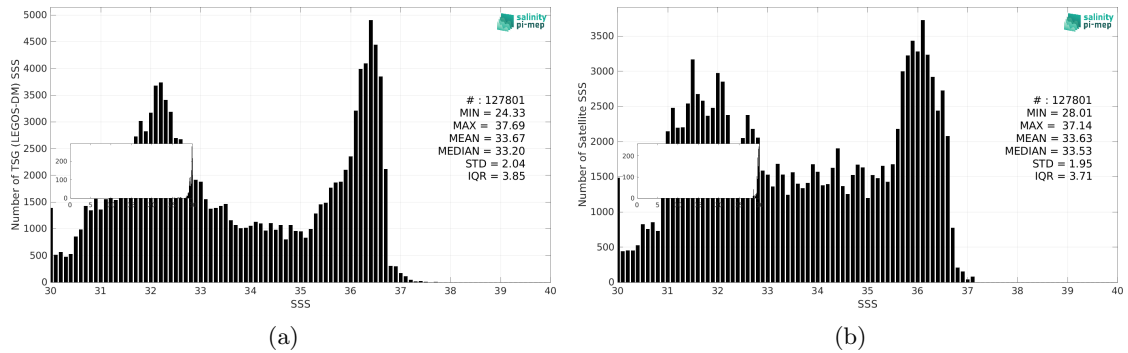 salinity
pi-mep
Number of TSG (LEGOS-DM) SSS
5000
4500
4000
3500
3000
2500
2000
1500
1000
500
0
# : 127801
MIN = 24.33
MAX = 37.69
MEAN = 33.67
MEDIAN = 33.20
STD = 2.04
IQR = 3.85
200
100
0
0 5
30 31 32 33 34 35 36 37 38 39 40
SSS
(a)
salinity
pi-mep
Number of Satellite SSS
3500
3000
2500
2000
1500
1000
500
0
# : 127801
MIN = 28.01
MAX = 37.14
MEAN = 33.63
MEDIAN = 33.53
STD = 1.95
IQR = 3.71
200
100
0
0 5
30 31 32 33 34 35 36 37 38 39 40
SSS
(b)